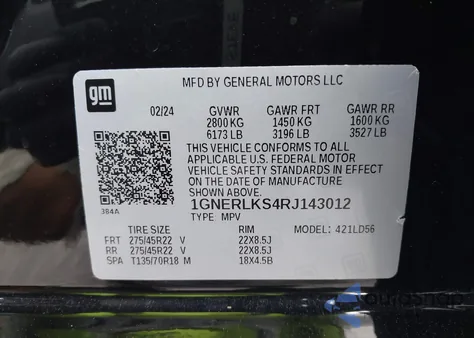 gm
MFD BY GENERAL MOTORS LLC
02/24 GVWR GAWR FRT GAWR RR
2800 KG 1450 KG 1600 KG
6173 LB 3196 LB 3527 LB
THIS VEHICLE CONFORMS TO ALL
APPLICABLE U.S. FEDERAL MOTOR
VEHICLE SAFETY STANDARDS IN EFFECT
ON THE DATE OF MANUFACTURE
SHOWN ABOVE.
384A
1GNERLKS4RJ143012
TYPE MPV
TIRE SIZE RIM MODEL: 421LD56
FRT 275/45R22 V 22X8.5J
RR 275/45R22 V 22X8.5J
SPA T135/70R18 M 18X4.5B